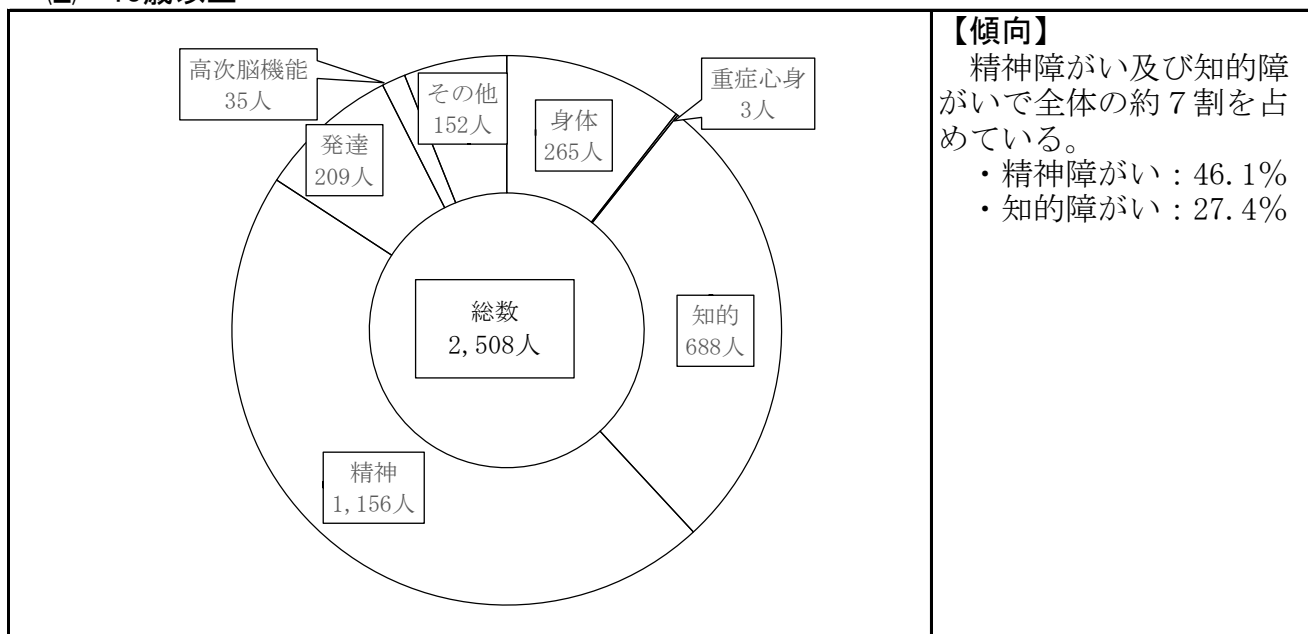 高次脳機能
35人
その他
152人
身体
265人
重症心身
3人
発達
209人
知的
688人
総数
2,508人
精神
1,156人
【傾向】
精神障がい及び知的障
がいで全体の約7割を占
めている。
・精神障がい：46.1％
・知的障がい：27.4％